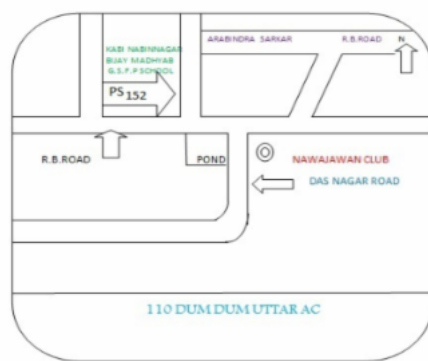 ARABINDRA SARKAR R.B.ROAD N
KABI NABINNAGAR
BIJAY MADHYAB
G.S.F.P SCHOOL
PS 152
R.B.ROAD
POND
NAWAJAWAN CLUB
DAS NAGAR ROAD
110 DUM DUM UTTAR AC